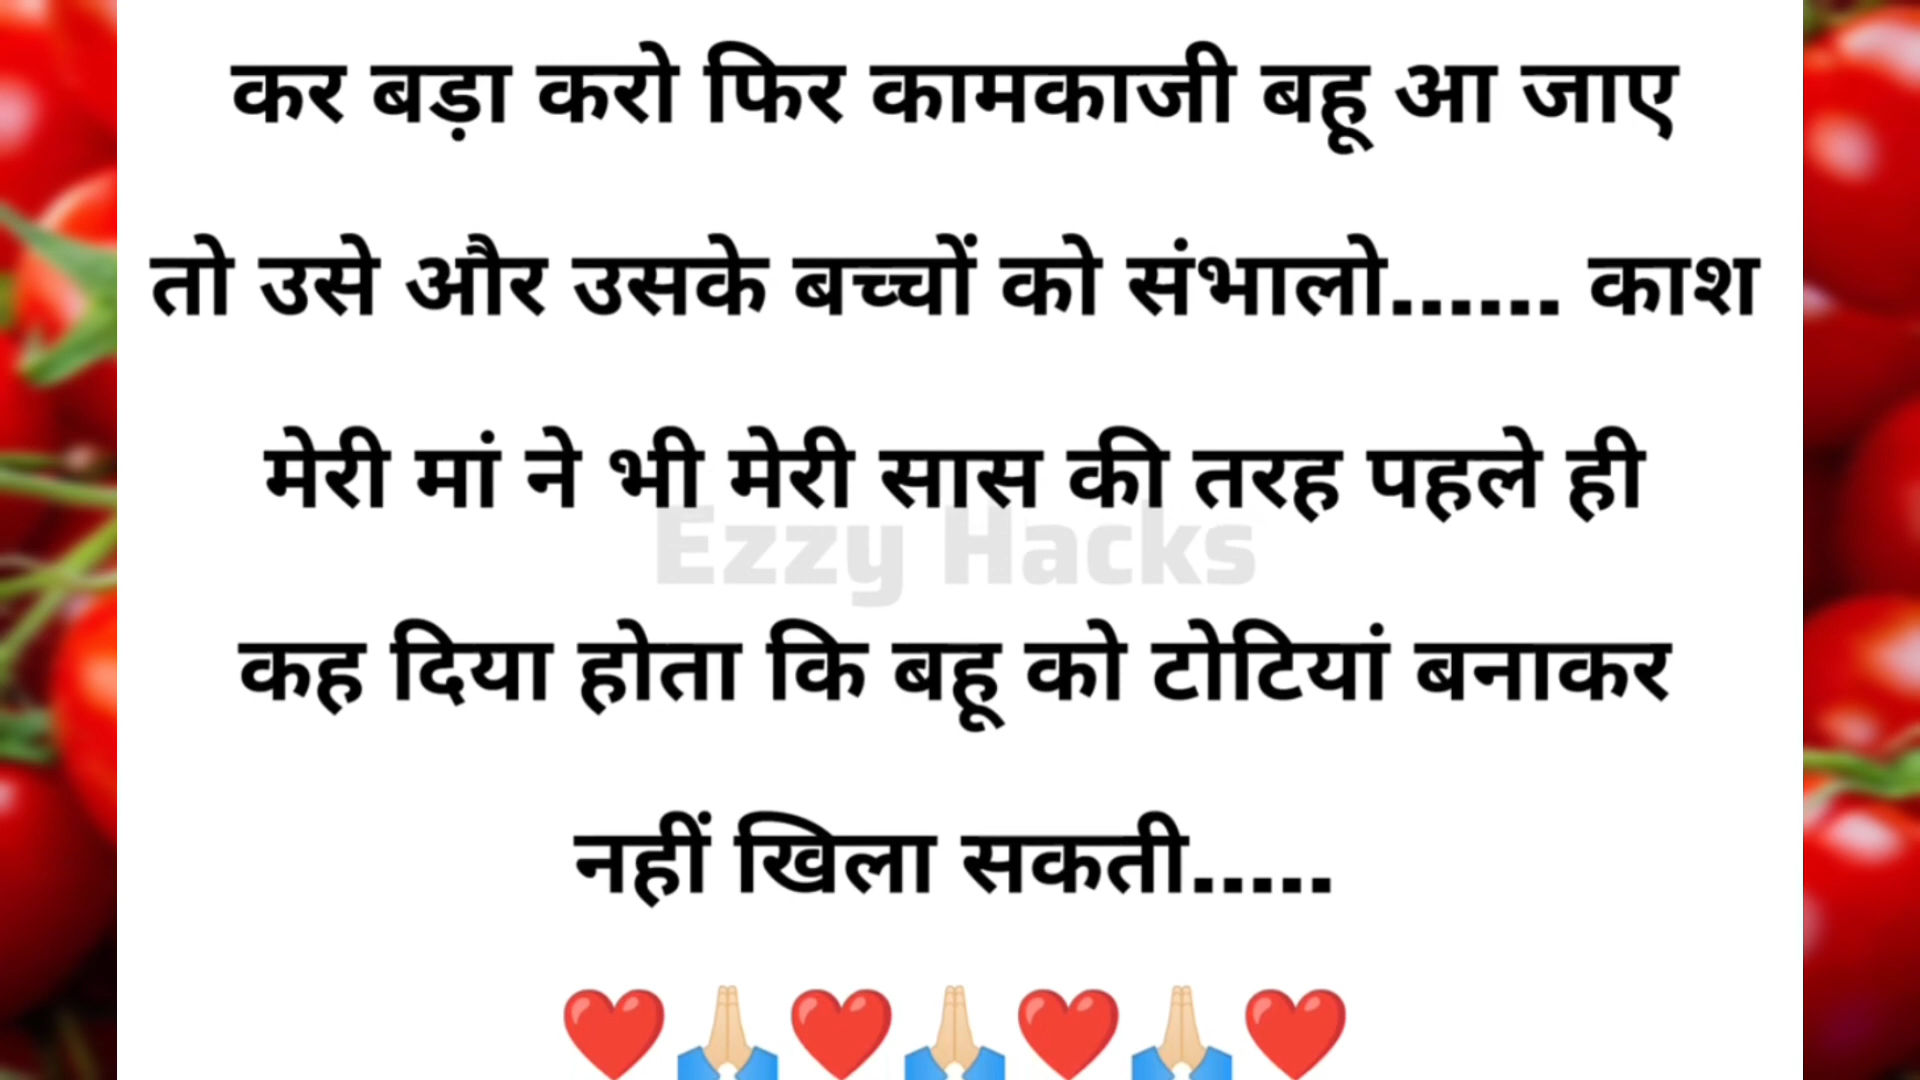 कर बड़ा करो फिर कामकाजी बहू आ जाए
तो उसे और उसके बच्चों को संभालो...... काश
मेरी मां ने भी मेरी सास की तरह पहले ही
Ezzy Hacks
कह दिया होता कि बहू को टोटियां बनाकर
नहीं खिला सकती.....
❤️🙏🏻❤️🙏🏻❤️🙏🏻❤️